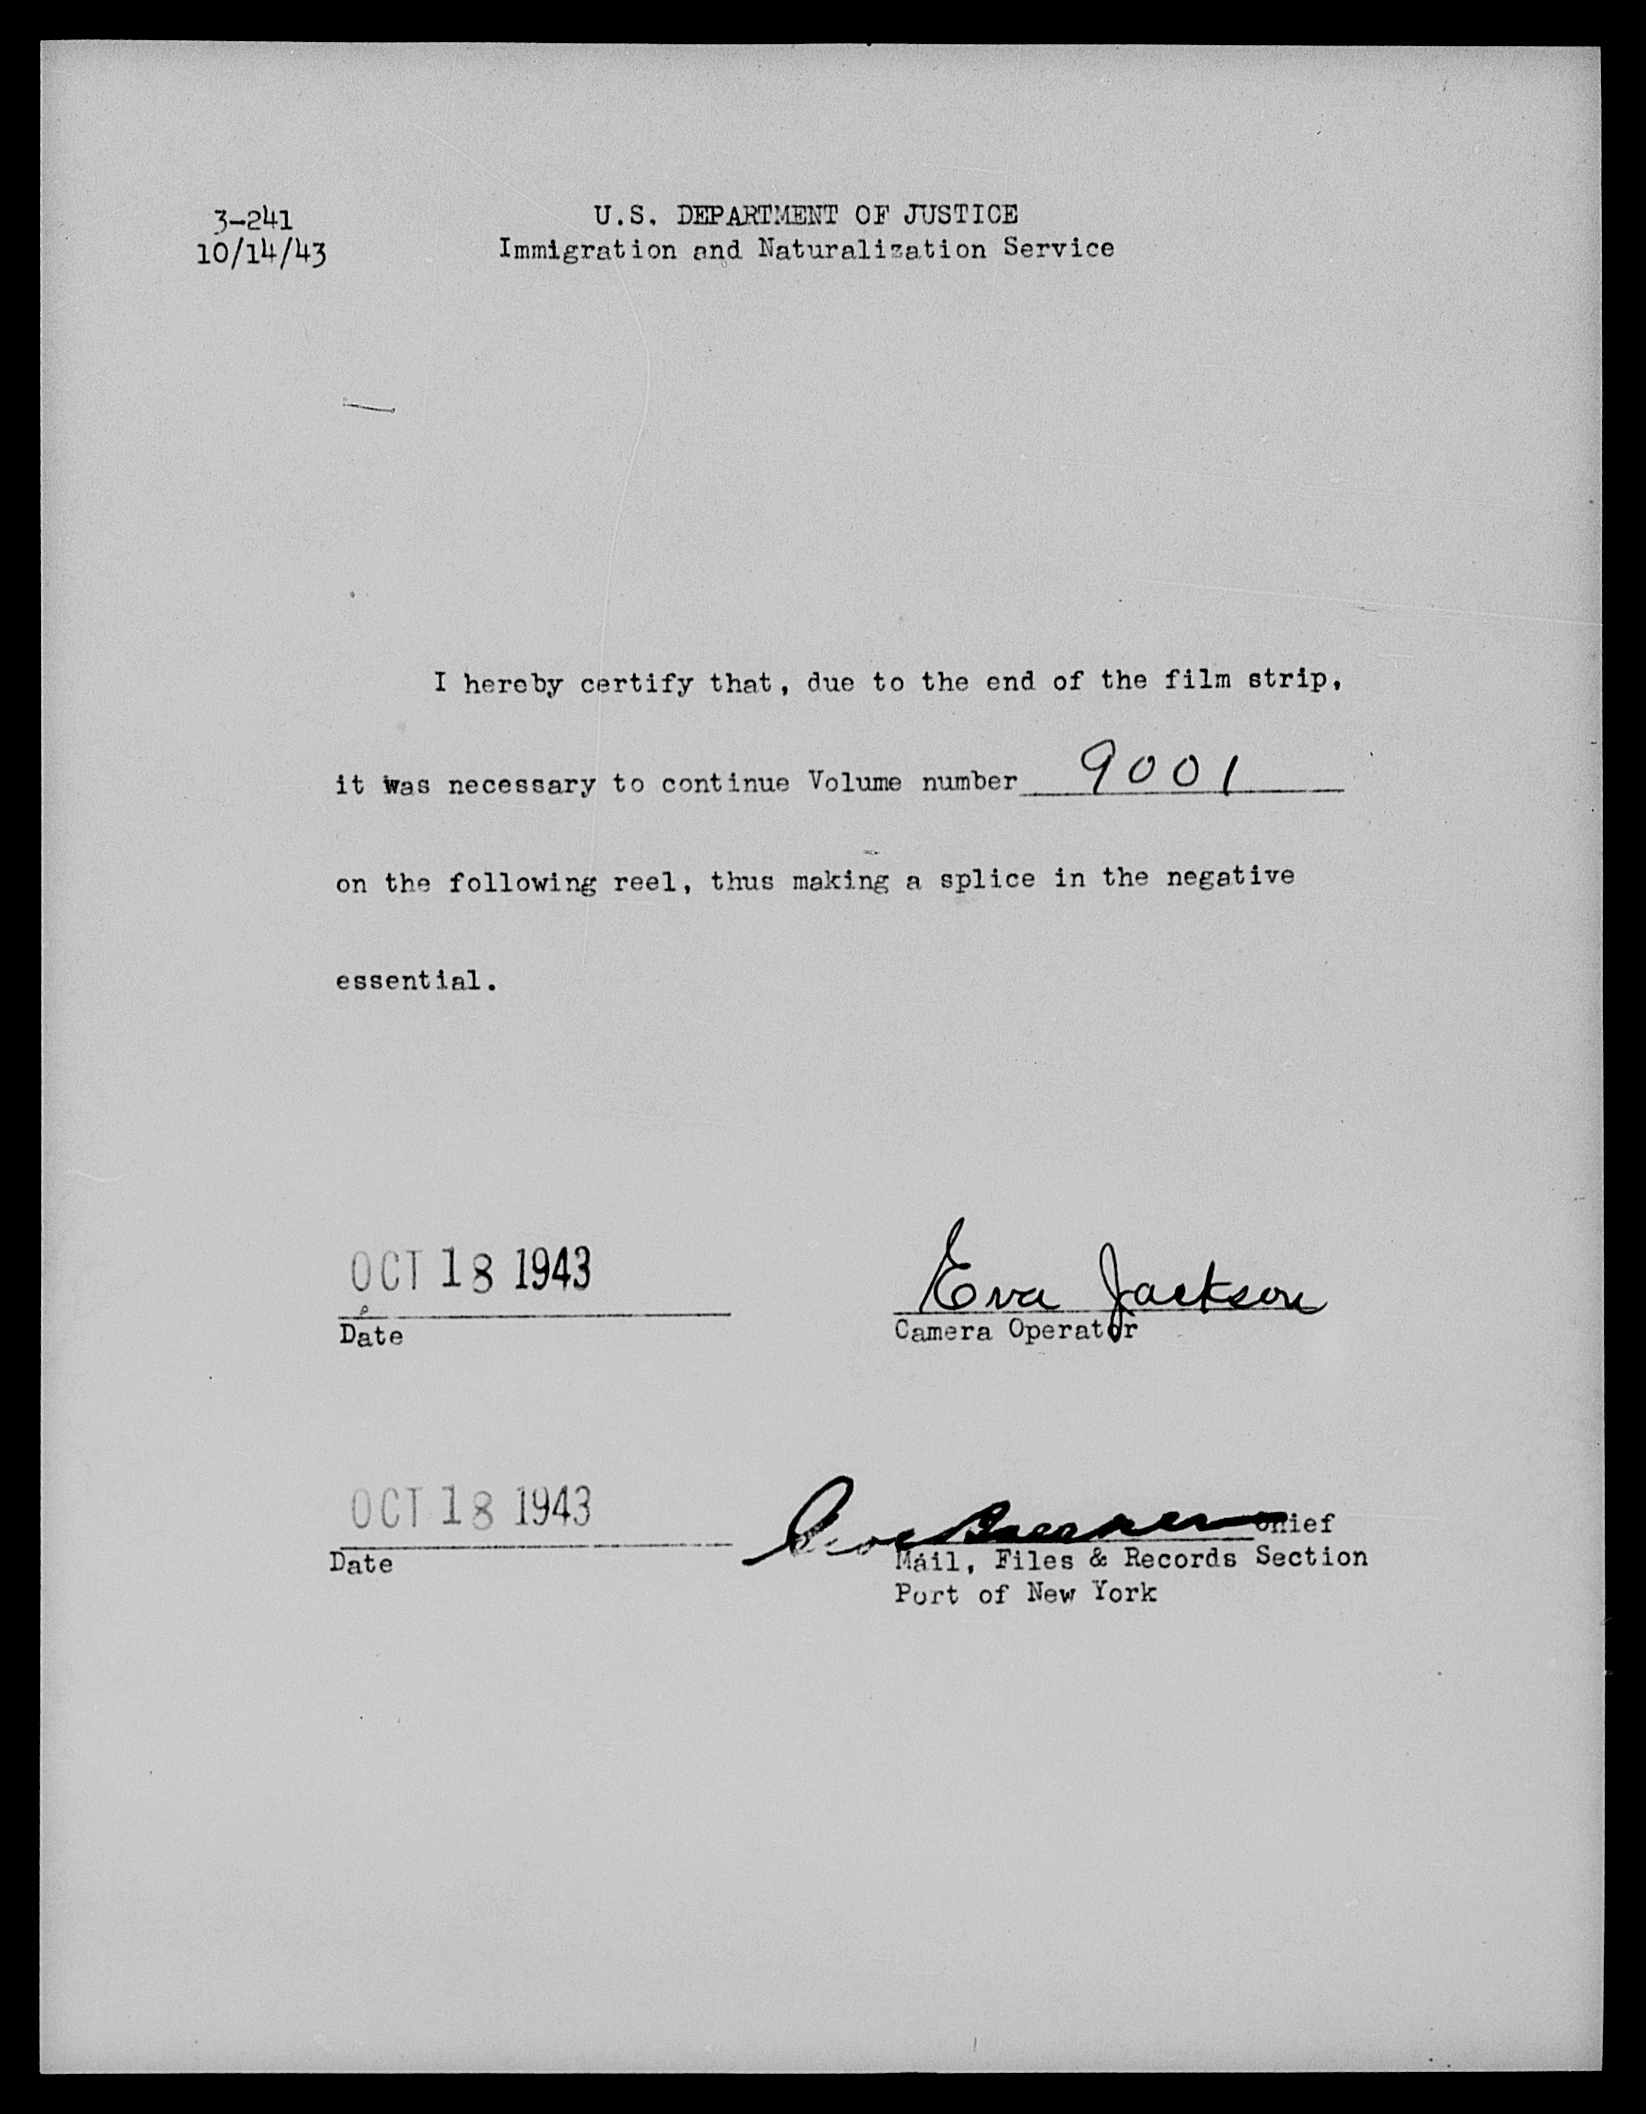 3-241
10/14/43
U.S. DEPARTMENT OF JUSTICE
Immigration and Naturalization Service
I hereby certify that, due to the end of the film strip,
it was necessary to continue Volume number 9001
on the following reel, thus making a splice in the negative
essential.
OCT 18 1943
Date
Eva Jackson
Camera Operator
OCT 18 1943
Date
Chief
Mail, Files & Records Section
Port of New York